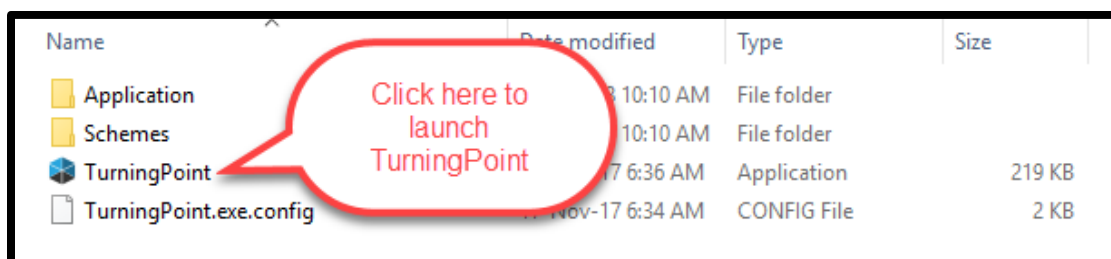 Name Date modified Type Size
Application 10:10 AM File folder
Schemes 10:10 AM File folder
TurningPoint 6:36 AM Application 219 KB
TurningPoint.exe.config 17-Nov-17 6:34 AM CONFIG File 2 KB
Click here to
launch
TurningPoint